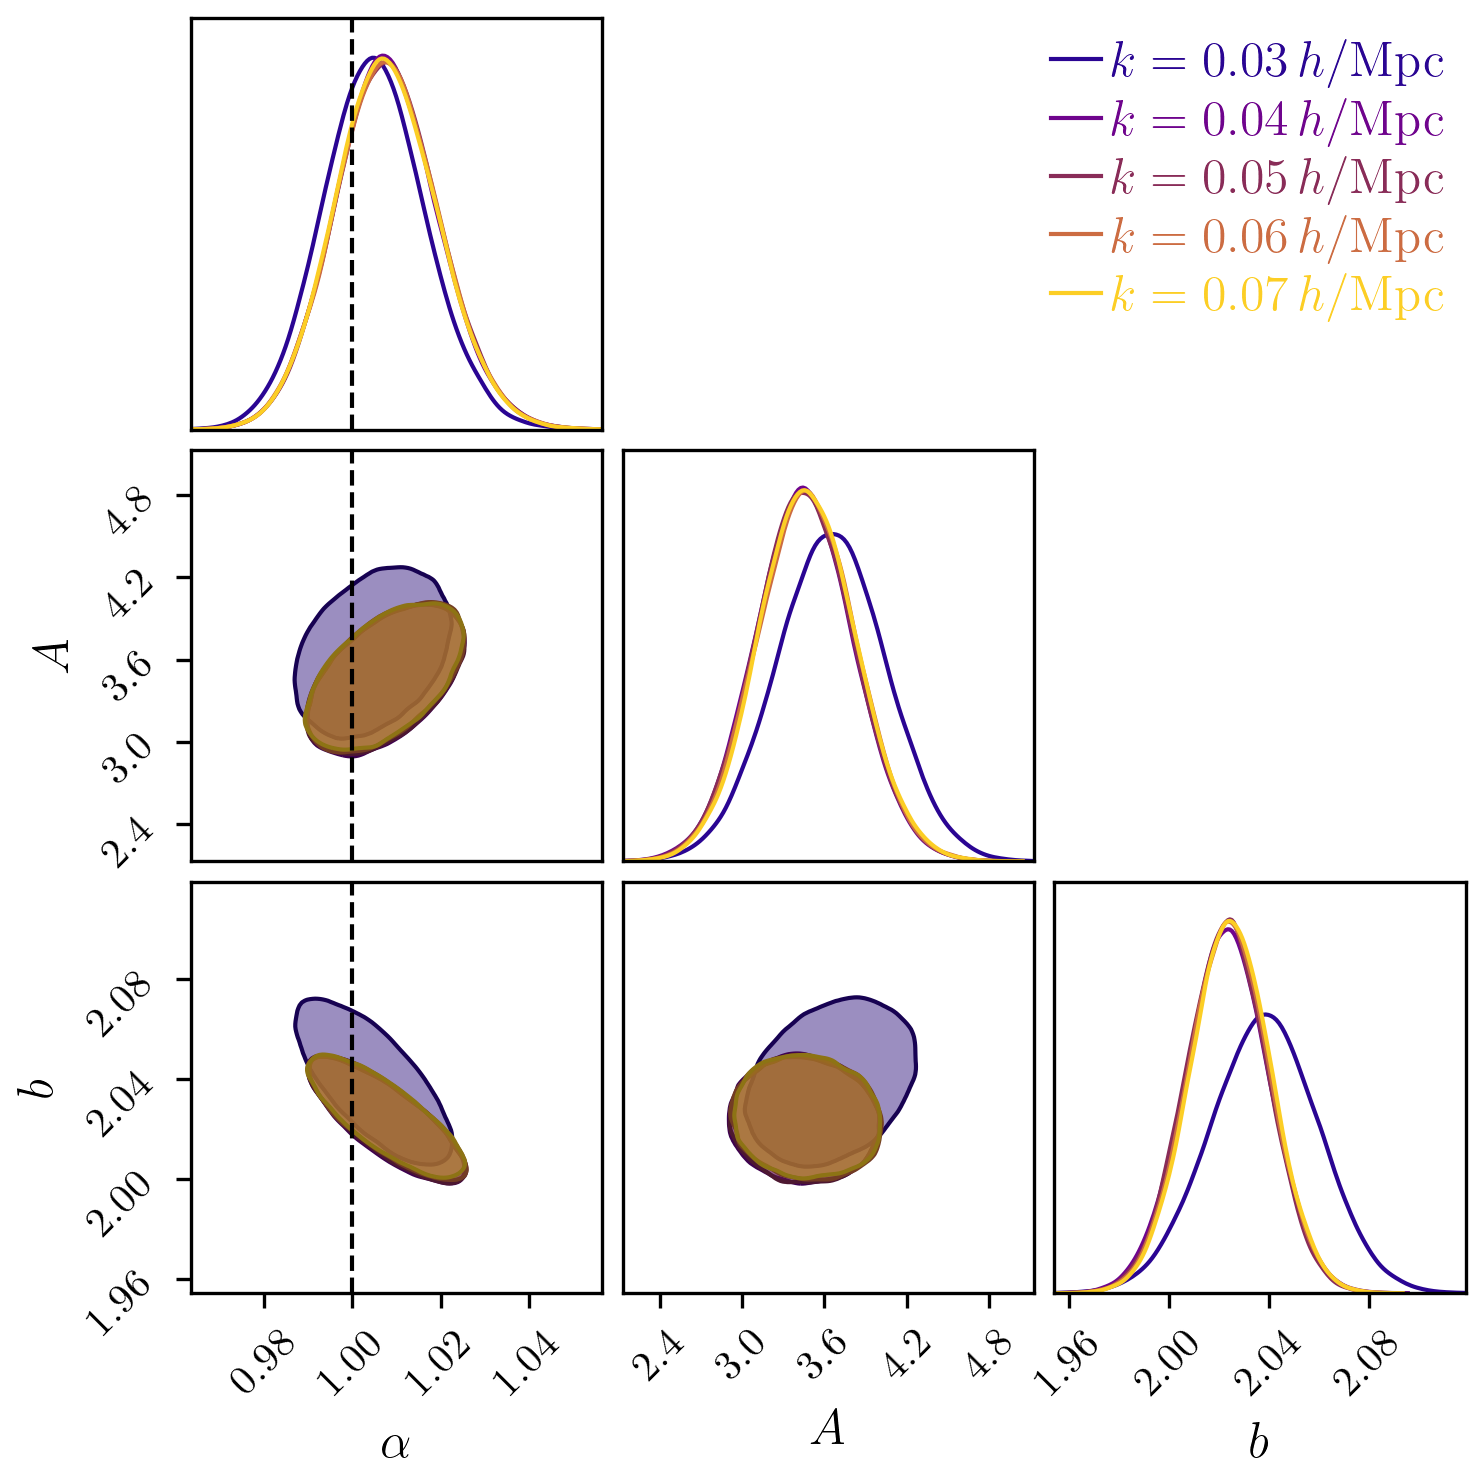 k = 0.03 h/Mpc
k = 0.04 h/Mpc
k = 0.05 h/Mpc
k = 0.06 h/Mpc
k = 0.07 h/Mpc
4.8
4.2
3.6
3.0
2.4
A
2.08
2.04
2.00
1.96
b
0.98 1.00 1.02 1.04
2.4 3.0 3.6 4.2 4.8
1.96 2.00 2.04 2.08
α
A
b